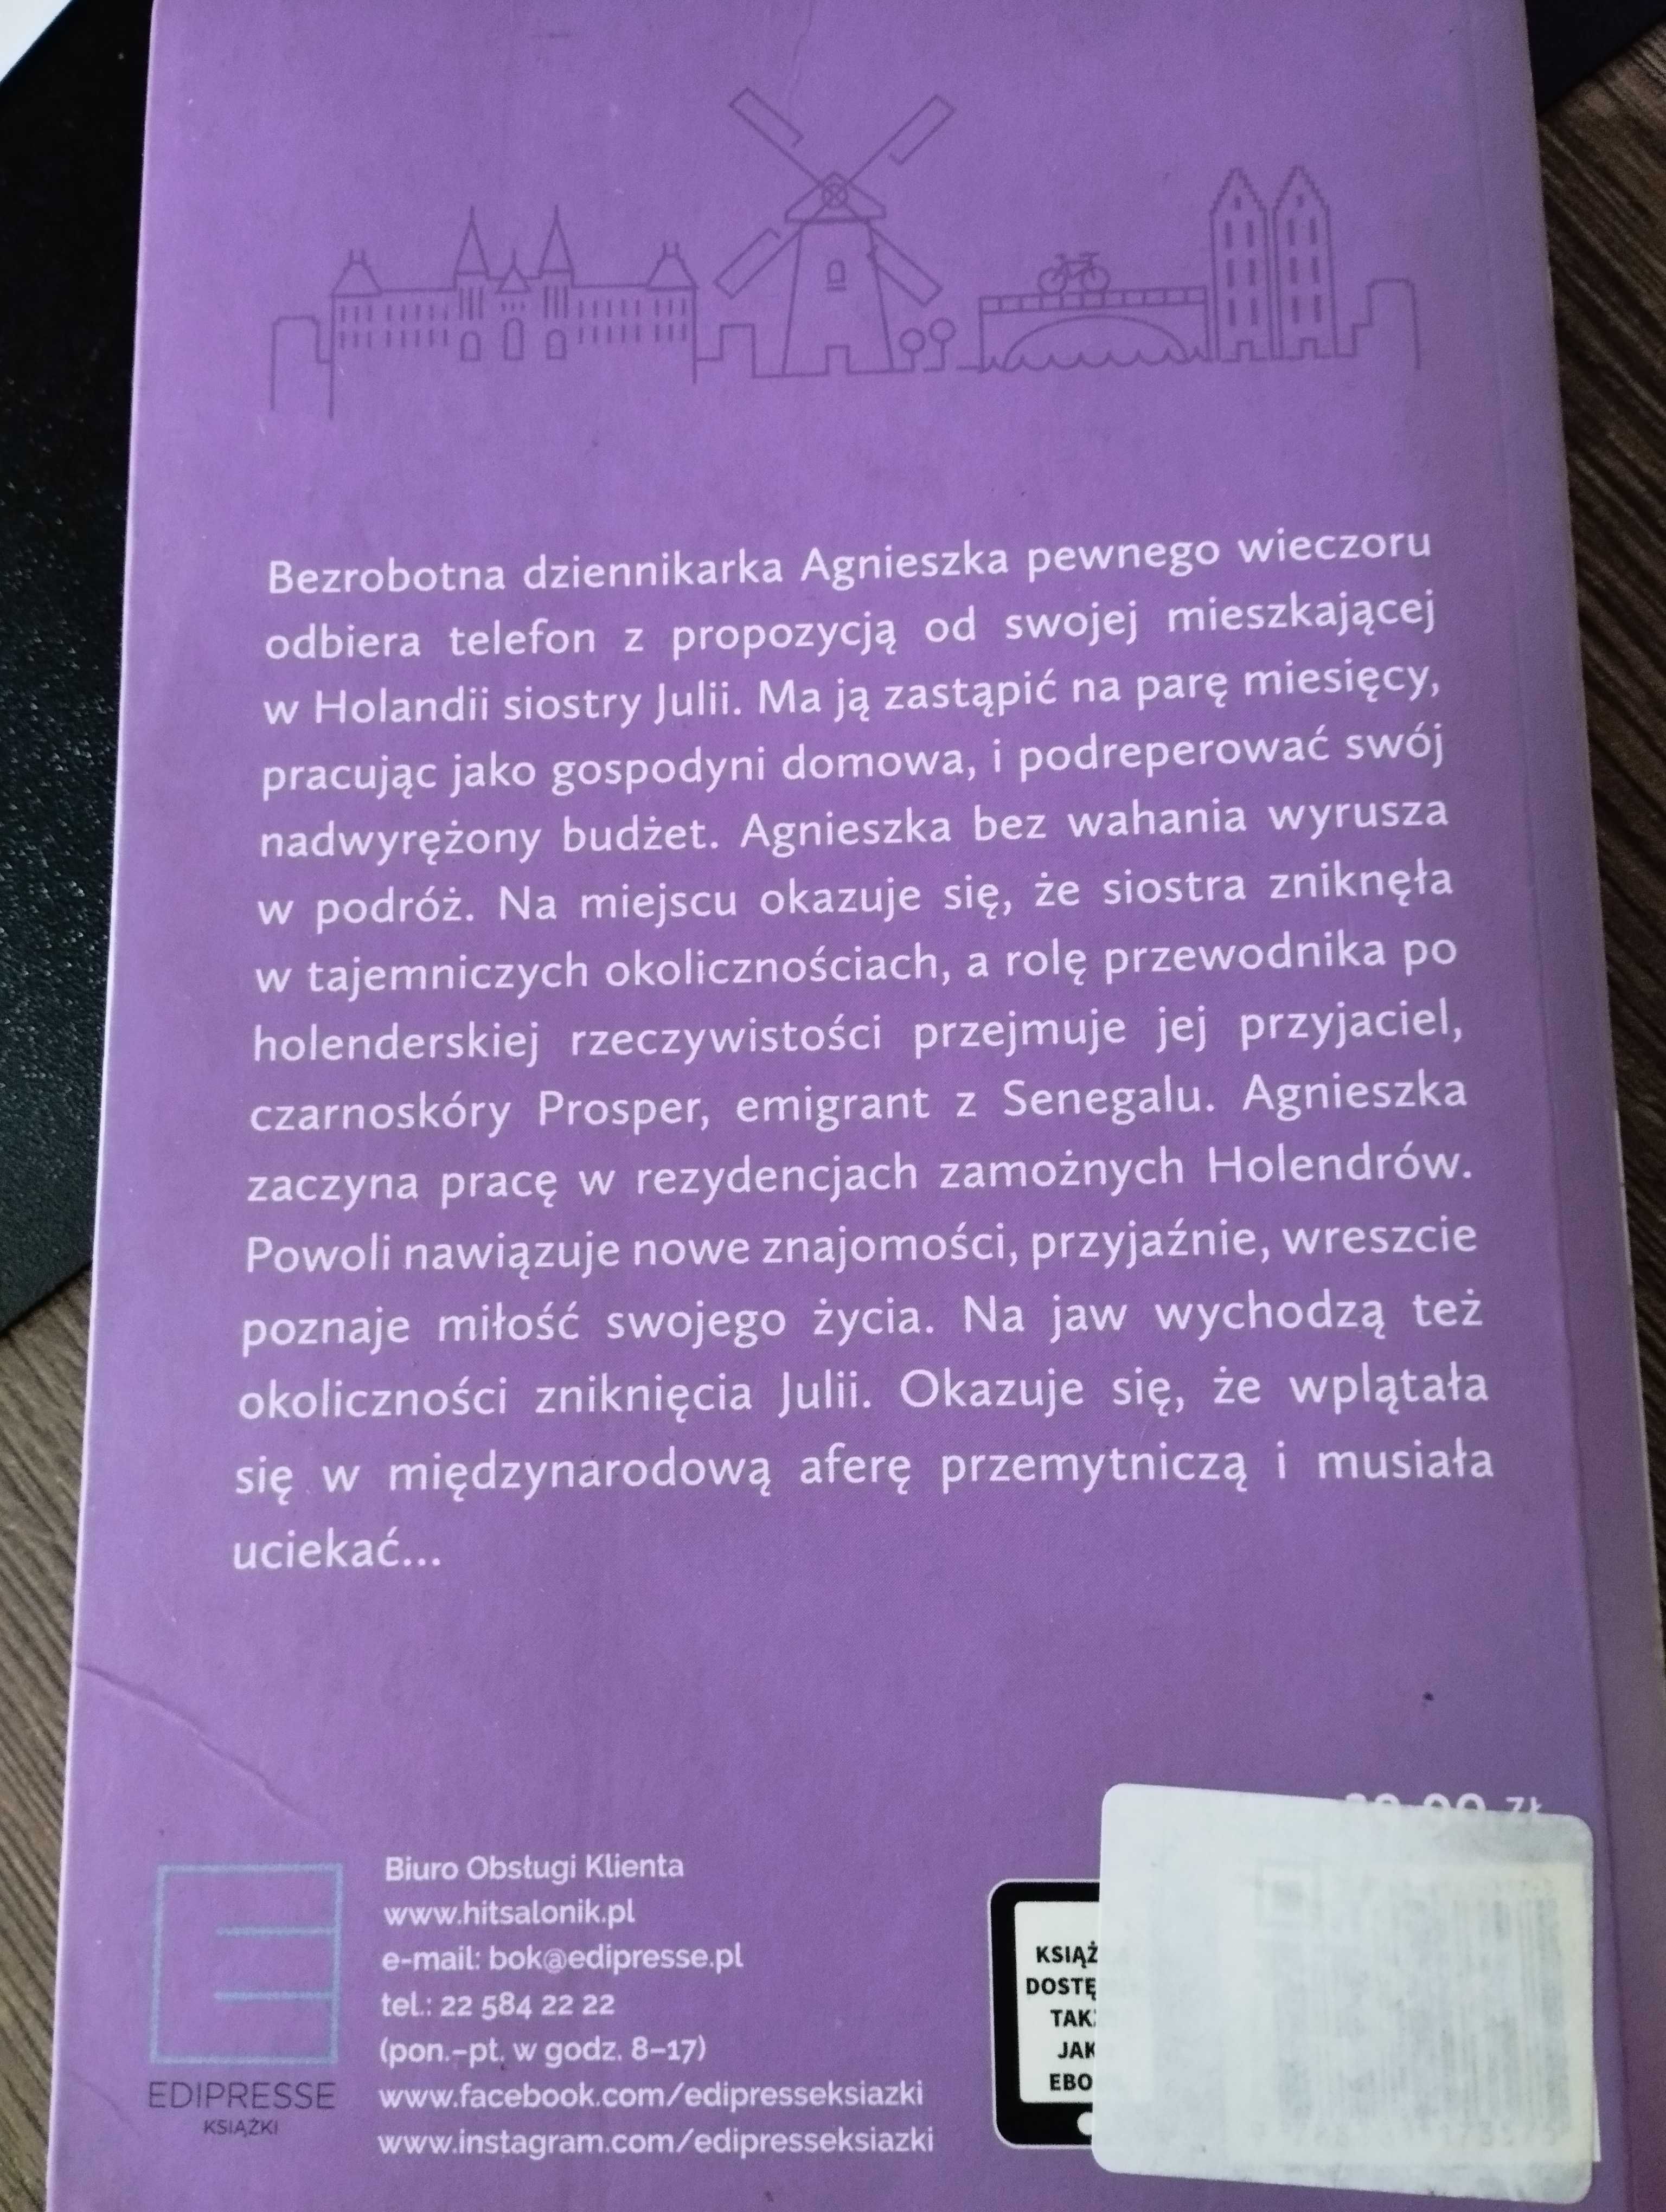 Bezrobotna dziennikarka Agnieszka pewnego wieczoru
odbiera telefon z propozycją od swojej mieszkającej
w Holandii siostry Julii. Ma ją zastąpić na parę miesięcy,
pracując jako gospodyni domowa, i podreperować swój
nadwyrężony budżet. Agnieszka bez wahania wyrusza
w podróż. Na miejscu okazuje się, że siostra zniknęła
w tajemniczych okolicznościach, a rolę przewodnika po
holenderskiej rzeczywistości przejmuje jej przyjaciel,
czarnoskóry Prosper, emigrant z Senegalu. Agnieszka
zaczyna pracę w rezydencjach zamożnych Holendrów.
Powoli nawiązuje nowe znajomości, przyjaźnie, wreszcie
poznaje miłość swojego życia. Na jaw wychodzą też
okoliczności zniknięcia Julii. Okazuje się, że wplątała
się w międzynarodową aferę przemytniczą i musiała
uciekać...
zł
Biuro Obsługi Klienta
www.hitsalonik.pl
e-mail: bok@edipresse.pl
tel.: 22 584 22 22
(pon.–pt. w godz. 8–17)
www.facebook.com/edipresseksiazki
www.instagram.com/edipresseksiazki
EDIPRESSE
KSIĄŻKI
KSIĄŻ
DOSTĘ
TAK
JAK
EBO